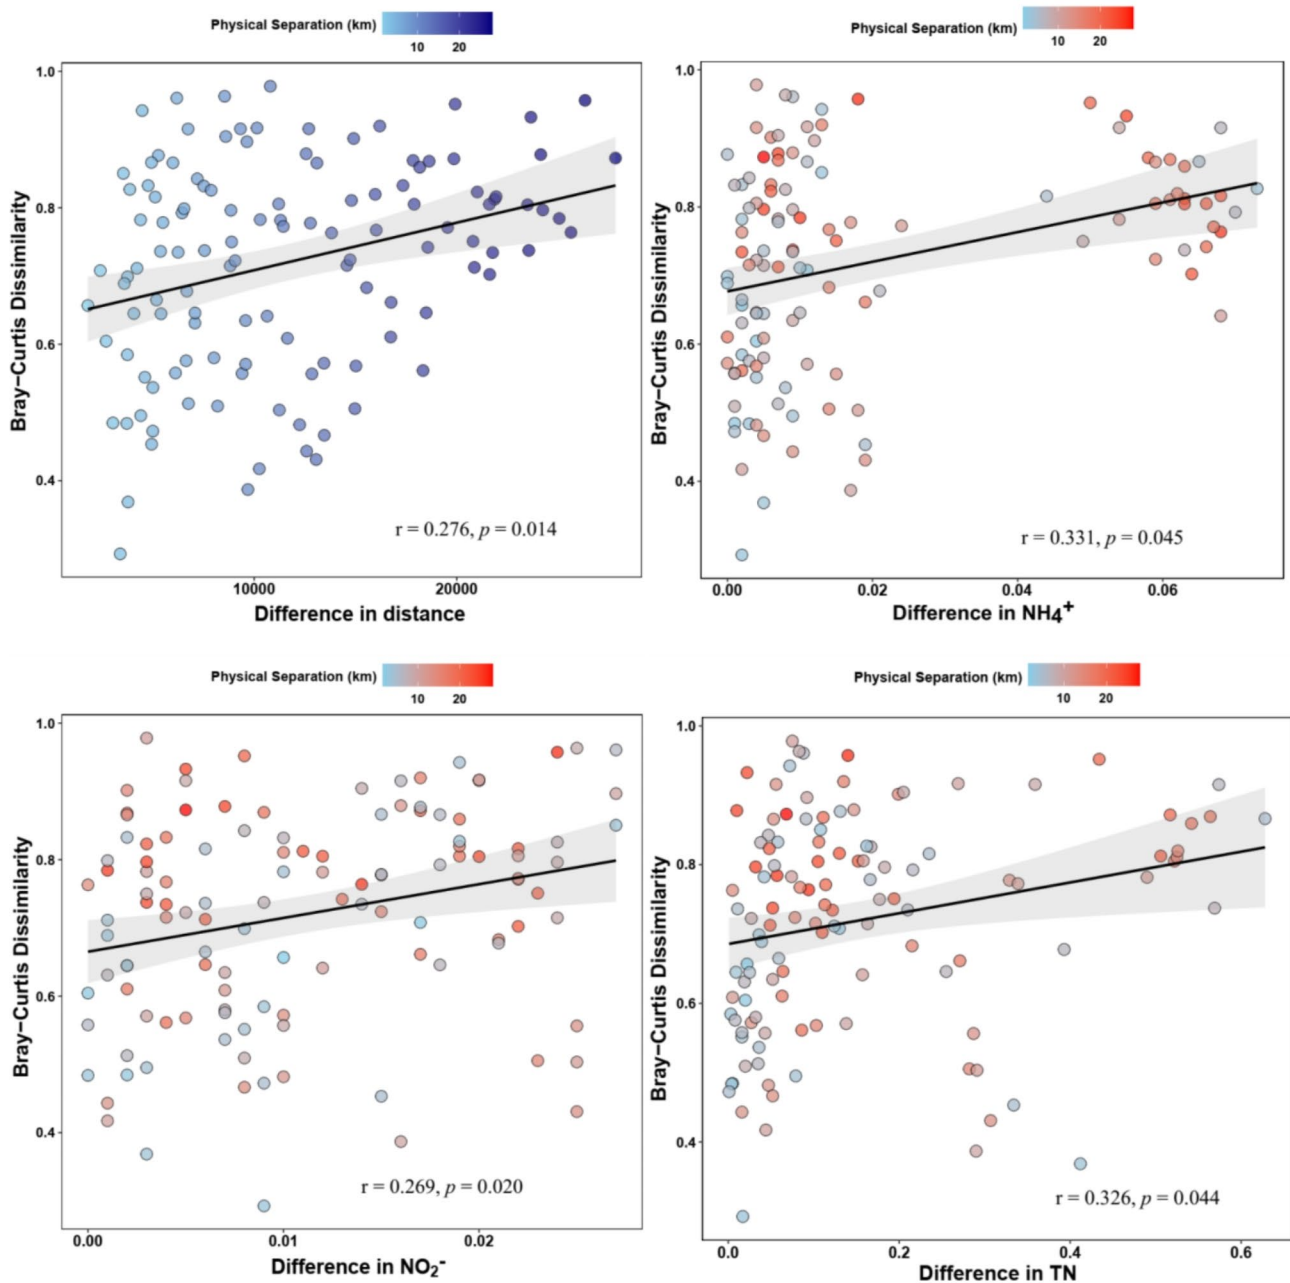 Physical Separation (km)
10 20
Physical Separation (km)
10 20
1.0
0.8
0.6
0.4
Bray−Curtis Dissimilarity
r = 0.276, p = 0.014
10000 20000
Difference in distance
1.0
0.8
0.6
0.4
Bray−Curtis Dissimilarity
r = 0.331, p = 0.045
0.00 0.02 0.04 0.06
Difference in NH4⁺
Physical Separation (km)
10 20
Physical Separation (km)
10 20
1.0
0.8
0.6
0.4
Bray−Curtis Dissimilarity
r = 0.269, p = 0.020
0.00 0.01 0.02
Difference in NO₂⁻
1.0
0.8
0.6
0.4
Bray−Curtis Dissimilarity
r = 0.326, p = 0.044
0.0 0.2 0.4 0.6
Difference in TN